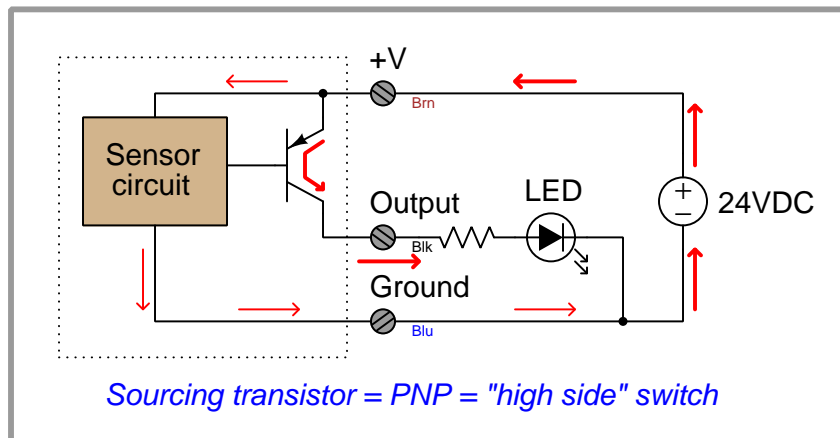 +V
Brn
Sensor
circuit
Output
LED
+
−
24VDC
Blk
Ground
Blu
Sourcing transistor = PNP = "high side" switch